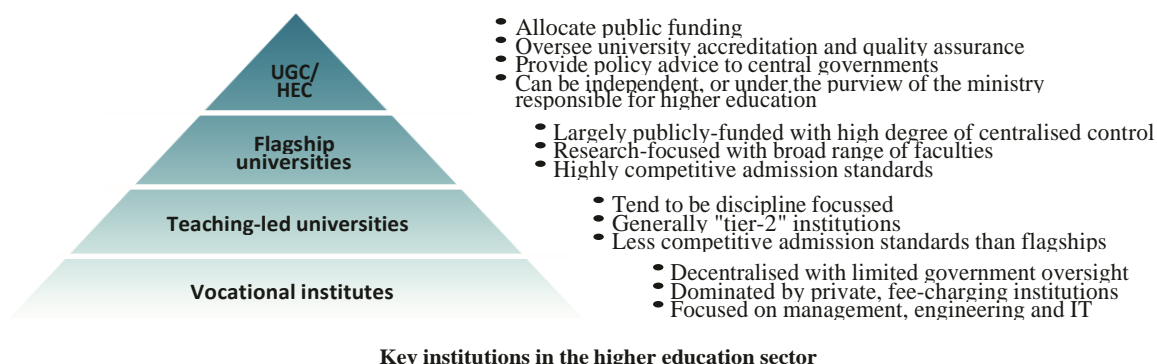 UGC/
HEC
• Allocate public funding
• Oversee university accreditation and quality assurance
• Provide policy advice to central governments
• Can be independent, or under the purview of the ministry
responsible for higher education
Flagship
universities
• Largely publicly-funded with high degree of centralised control
• Research-focused with broad range of faculties
• Highly competitive admission standards
Teaching-led universities
• Tend to be discipline focussed
• Generally "tier-2" institutions
• Less competitive admission standards than flagships
Vocational institutes
• Decentralised with limited government oversight
• Dominated by private, fee-charging institutions
• Focused on management, engineering and IT
Key institutions in the higher education sector